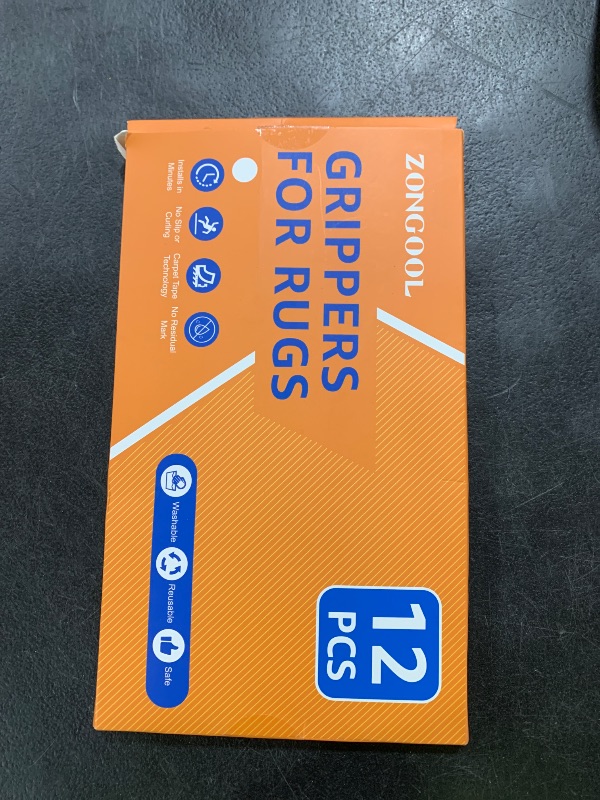 ZONGOOL
GRIPPERS
FOR RUGS
Installs in
Minutes
No Slip or
Curling
Carpet Tape
Technology
No Residual
Mark
Washable
Reusable
Safe
12
PCS